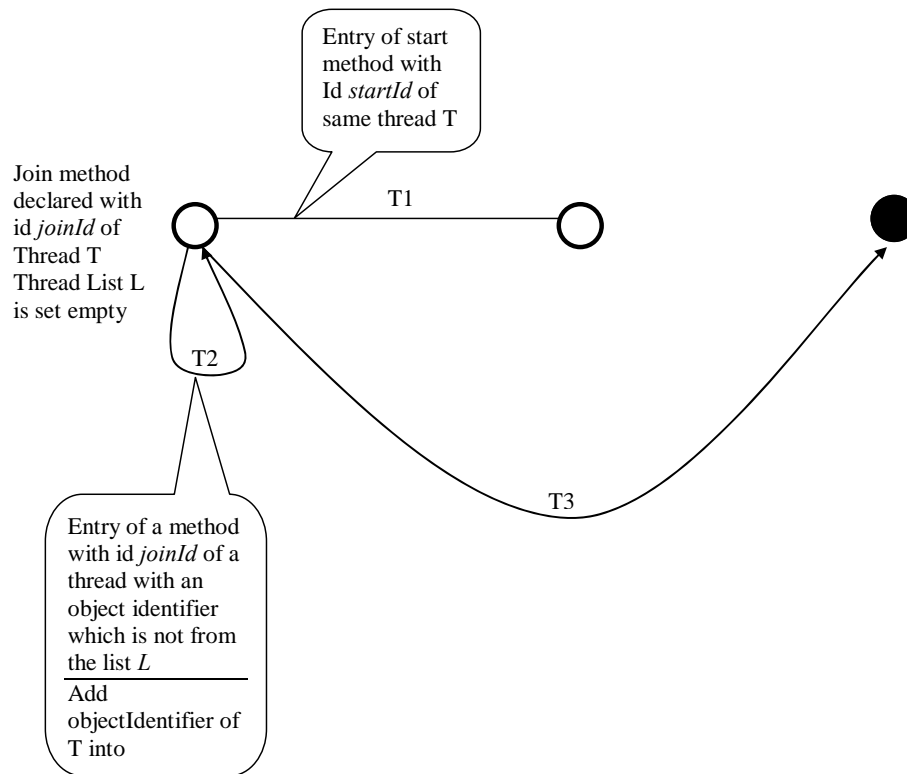 Entry of start
method with
Id startId of
same thread T
Join method
declared with
id joinId of
Thread T
Thread List L
is set empty
T1
T2
T3
Entry of a method
with id joinId of a
thread with an
object identifier
which is not from
the list L
Add
objectIdentifier of
T into